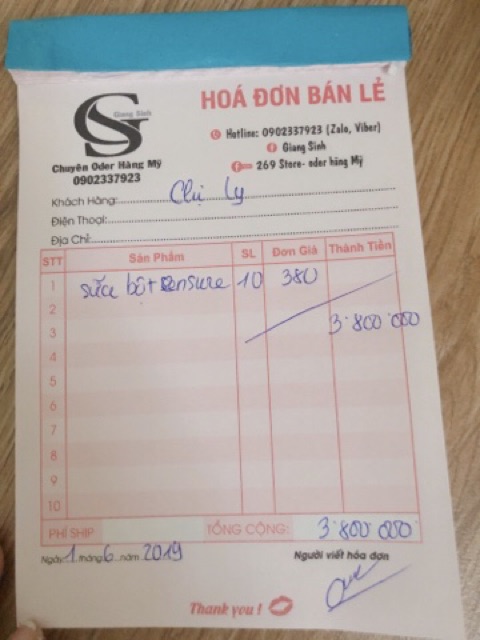 Giang Sinh
GS
Chuyên Oder Hàng Mỹ
0902337923
HOÁ ĐƠN BÁN LẺ
Hotline: 0902337923 (Zalo, Viber)
Giang Sinh
269 Store- oder hàng Mỹ
Khách Hàng: Chị Ly
Điện Thoại:
Địa Chỉ:
STT Sản Phẩm SL Đơn Giá Thành Tiền
1 sữa bột ensure 10 380
2
3 3.800.000
4
5
6
7
8
9
10
PHÍ SHIP TỔNG CỘNG: 3.800.000
Ngày 1 tháng 6 năm 2019 Người viết hóa đơn
Thank you !